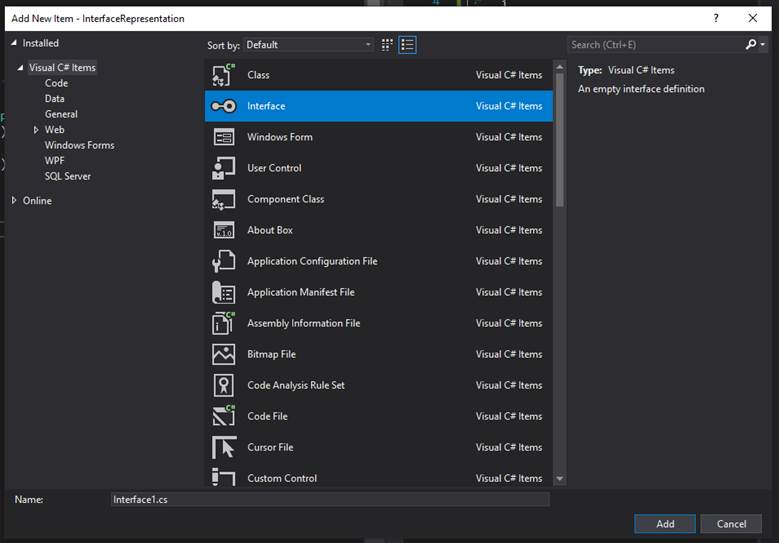 Add New Item - InterfaceRepresentation
?
Installed
Sort by: Default
Search (Ctrl+E)
Visual C# Items
Code
Data
General
Web
Windows Forms
WPF
SQL Server
Online
Class Visual C# Items
Interface Visual C# Items
Windows Form Visual C# Items
User Control Visual C# Items
Component Class Visual C# Items
About Box Visual C# Items
Application Configuration File Visual C# Items
Application Manifest File Visual C# Items
Assembly Information File Visual C# Items
Bitmap File Visual C# Items
Code Analysis Rule Set Visual C# Items
Code File Visual C# Items
Cursor File Visual C# Items
Custom Control Visual C# Items
Type: Visual C# Items
An empty interface definition
Name: Interface1.cs
Add Cancel